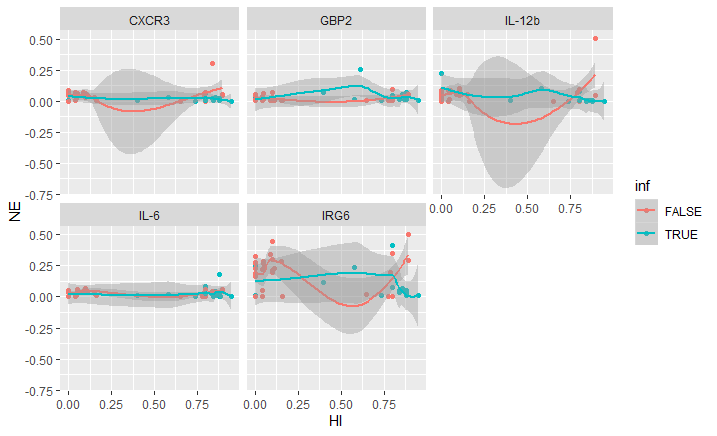 CXCR3 GBP2 IL-12b
0.50
0.25
0.00
-0.25
-0.50
-0.75
0.00 0.25 0.50 0.75
IL-6 IRG6
0.50
0.25
0.00
-0.25
-0.50
-0.75
0.00 0.25 0.50 0.75 0.00 0.25 0.50 0.75
NE
HI
inf
FALSE
TRUE